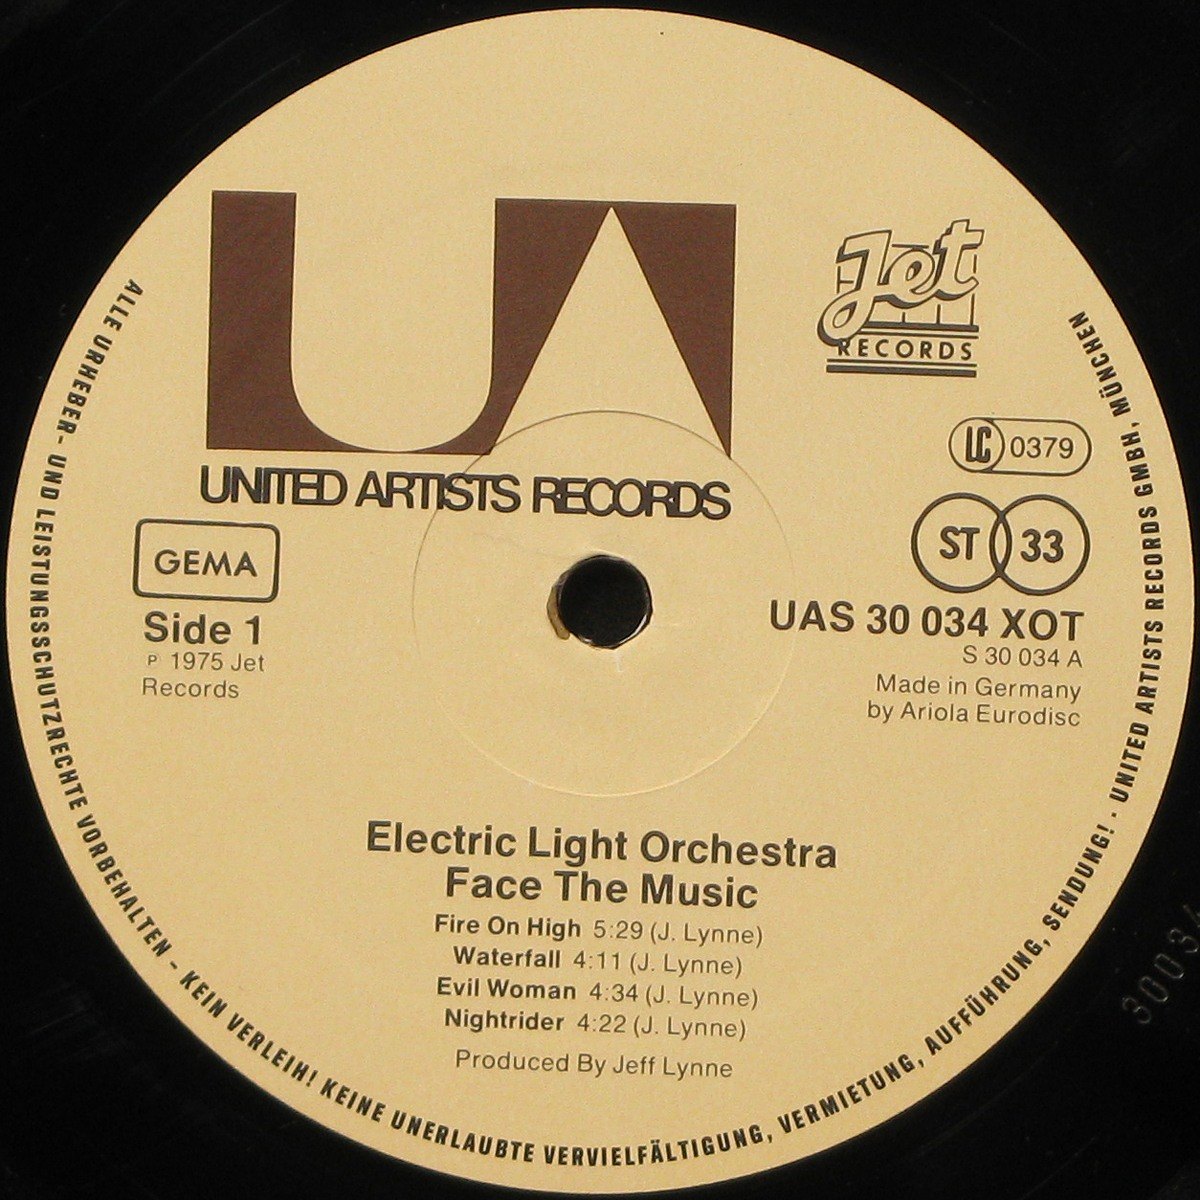 UA
UNITED ARTISTS RECORDS
Jet
RECORDS
LC 0379
GEMA
ST 33
Side 1
P 1975 Jet
Records
UAS 30 034 XOT
S 30 034 A
Made in Germany
by Ariola Eurodisc
Electric Light Orchestra
Face The Music
Fire On High 5:29 (J. Lynne)
Waterfall 4:11 (J. Lynne)
Evil Woman 4:34 (J. Lynne)
Nightrider 4:22 (J. Lynne)
Produced By Jeff Lynne
ALLE URHEBER- UND LEISTUNGSSCHUTZRECHTE VORBEHALTEN - KEIN VERLEIH! KEINE UNERLAUBTE VERVIELFÄLTIGUNG, VERMIETUNG, AUFFÜHRUNG, SENDUNG! · UNITED ARTISTS RECORDS GMBH, MÜNCHEN